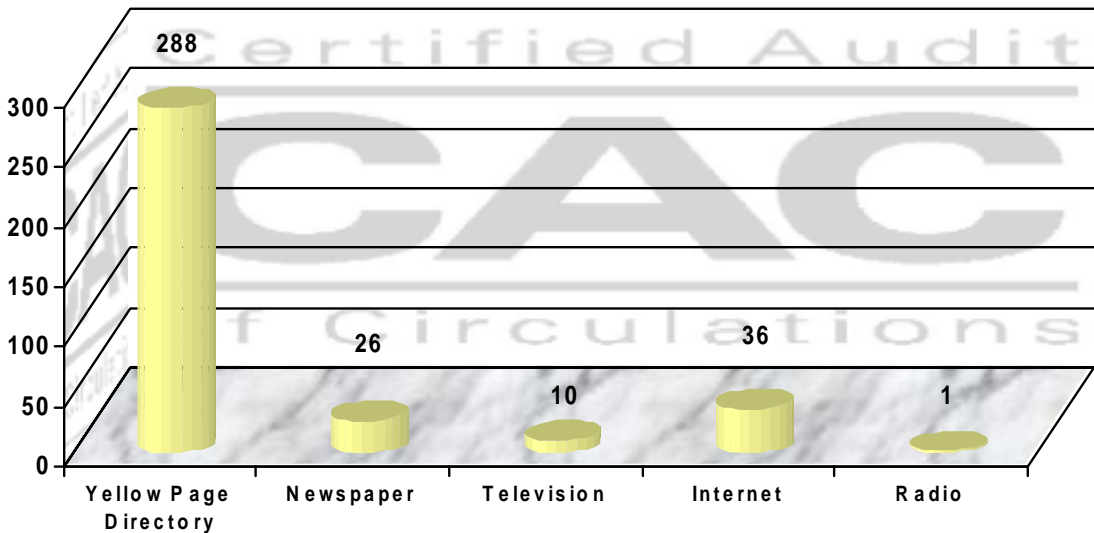 Certified Audit
CAC
of Circulations
288
26
10
36
1
300
250
200
150
100
50
0
Yellow Page
Directory
Newspaper
Television
Internet
Radio